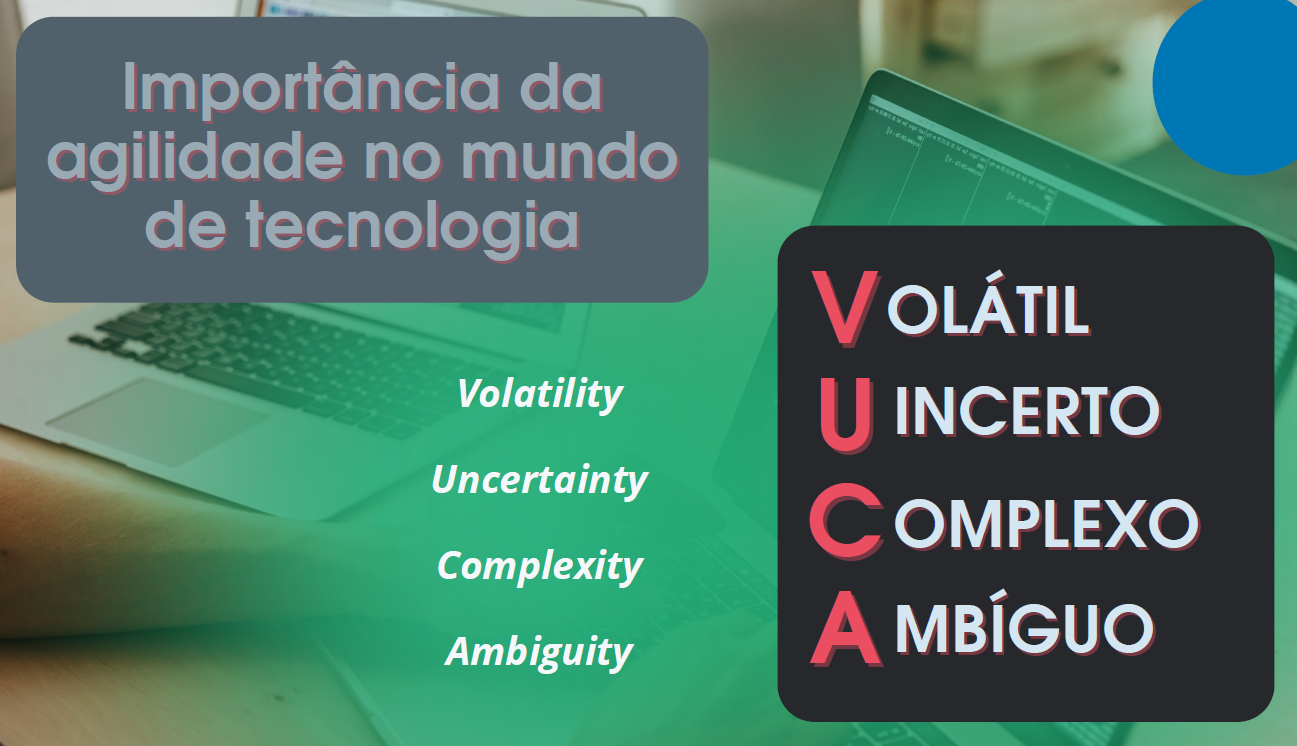 Importância da
agilidade no mundo
de tecnologia
Volatility
Uncertainty
Complexity
Ambiguity
VOLÁTIL
U INCERTO
COMPLEXO
AMBÍGUO